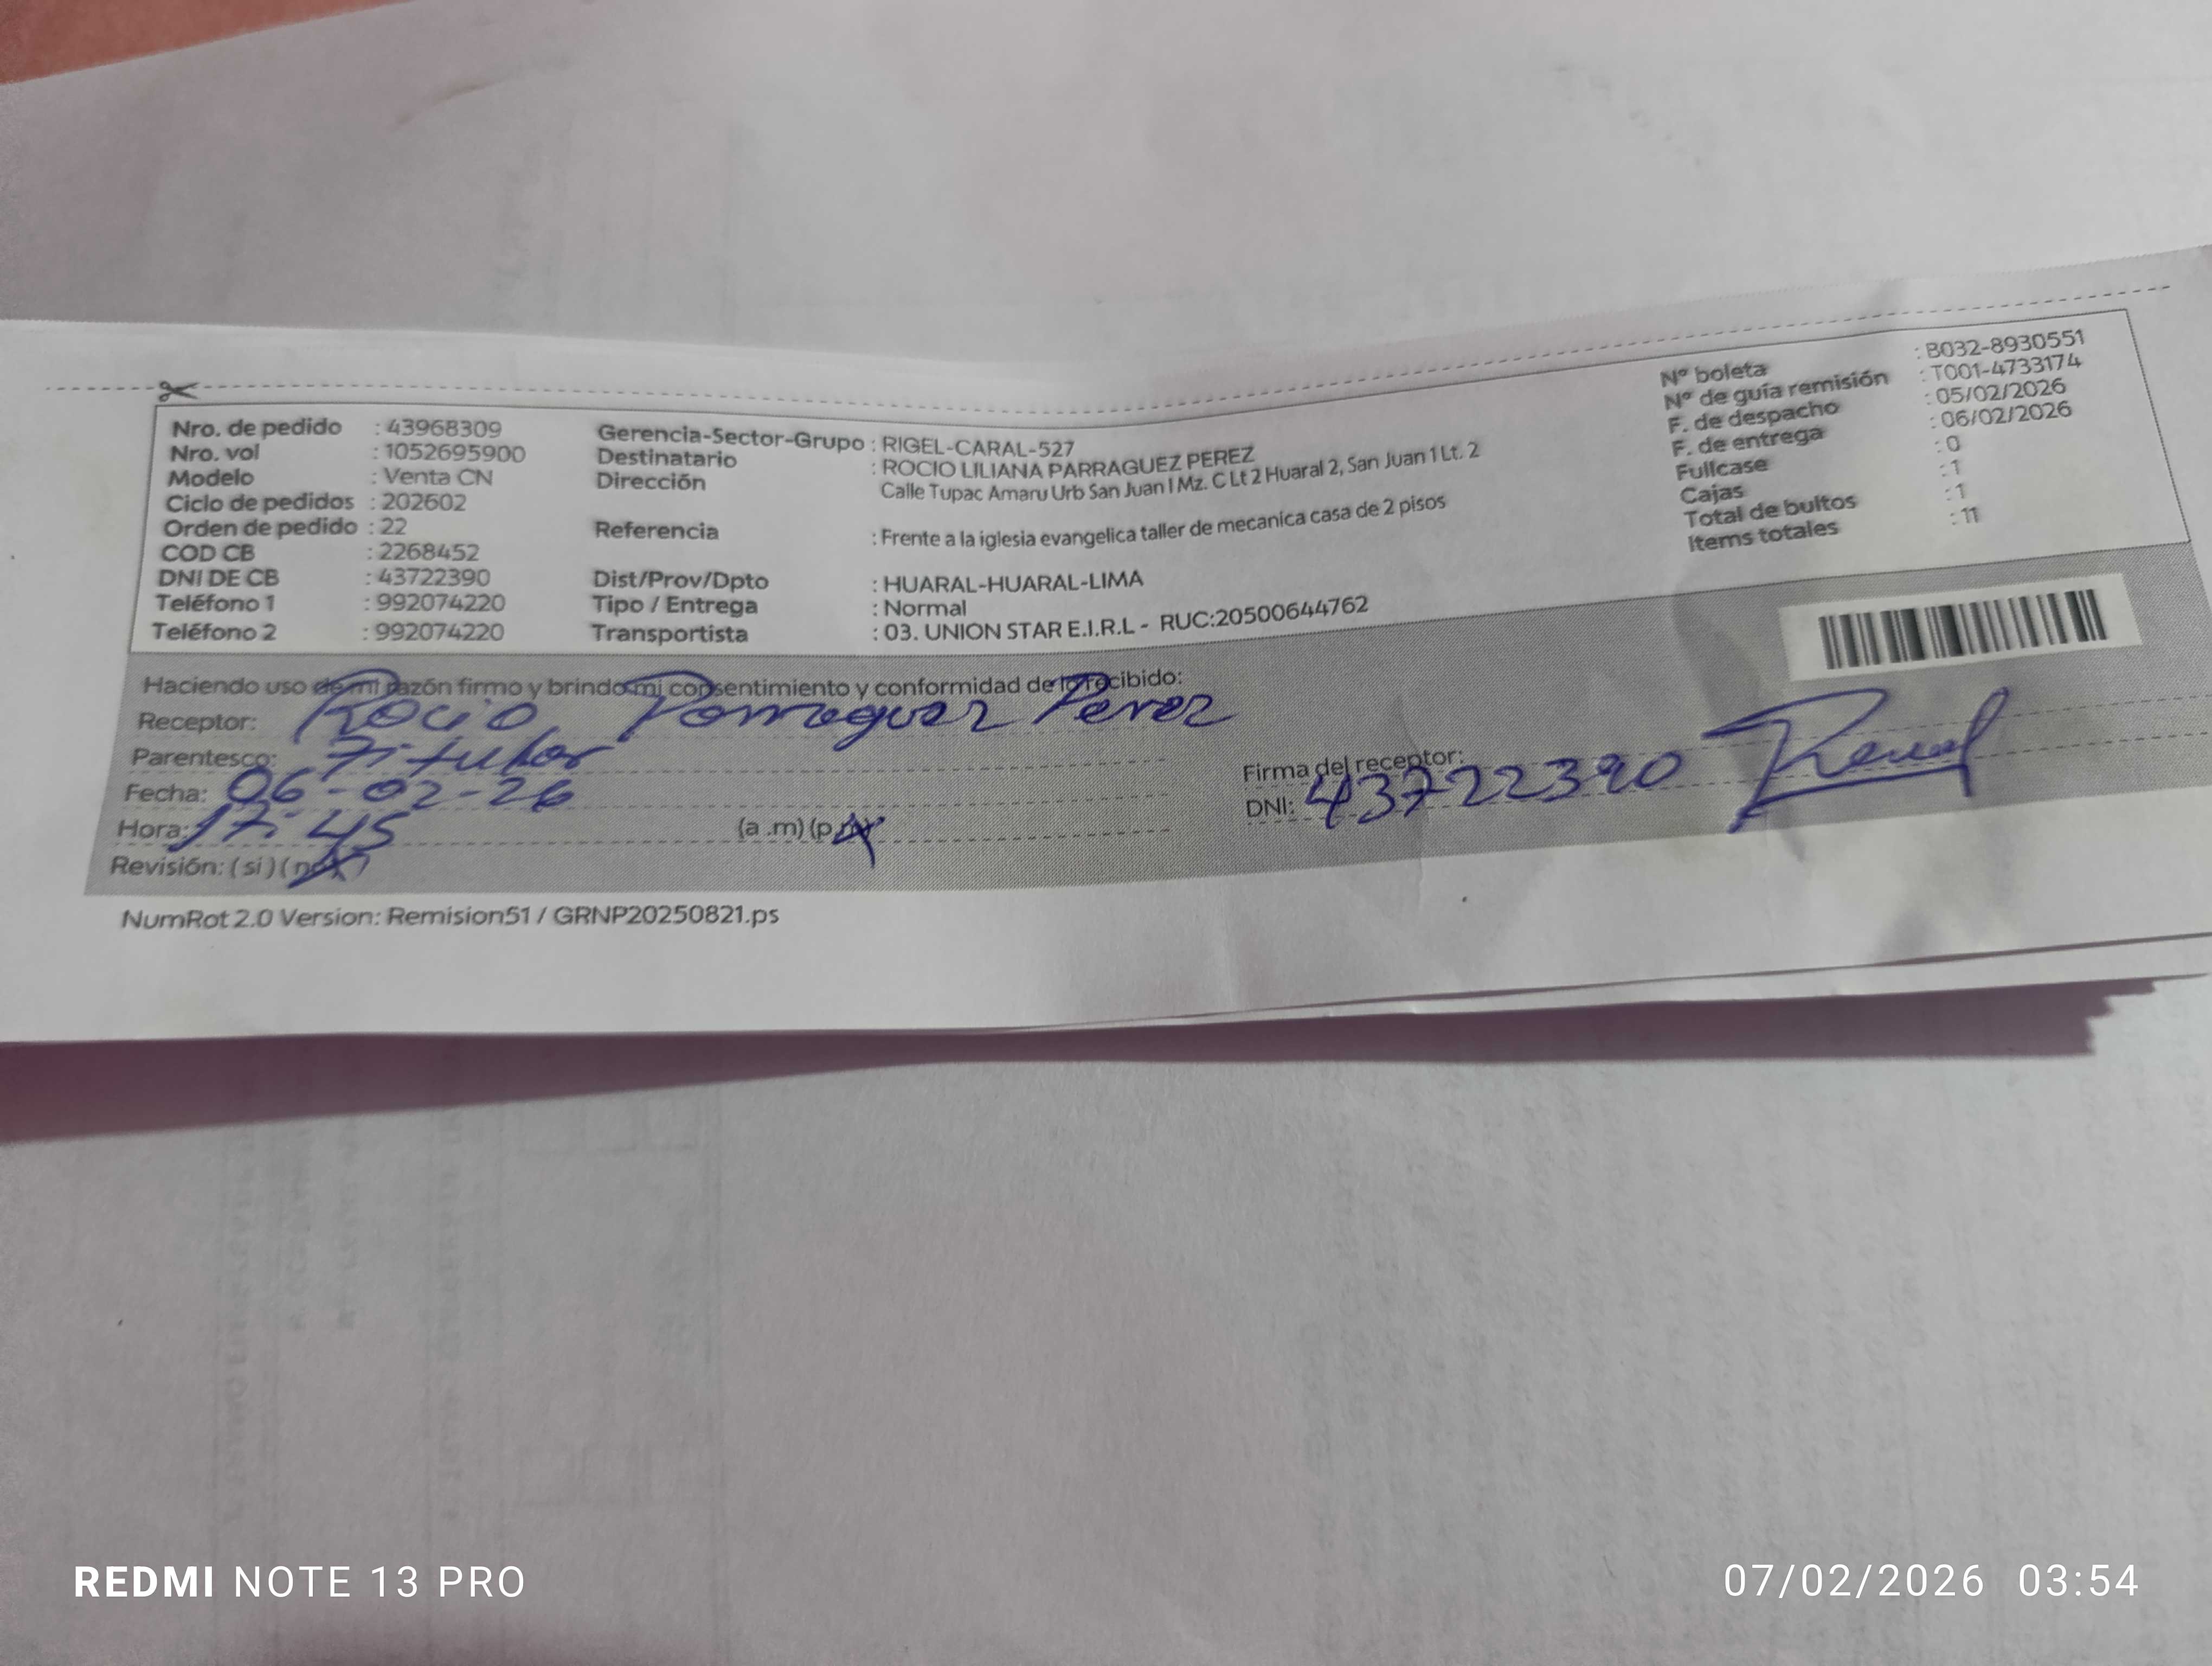 Nro. de pedido : 43968309
Nro. vol : 1052695900
Modelo : Venta CN
Ciclo de pedidos : 202602
Orden de pedido : 22
COD CB : 2268452
DNI DE CB : 43722390
Teléfono 1 : 992074220
Teléfono 2 : 992074220
Gerencia-Sector-Grupo : RIGEL-CARAL-527
Destinatario : ROCIO LILIANA PARRAGUEZ PEREZ
Dirección Calle Tupac Amaru Urb San Juan I Mz. C Lt 2 Huaral 2, San Juan 1 Lt. 2
Referencia : Frente a la iglesia evangelica taller de mecanica casa de 2 pisos
Dist/Prov/Dpto : HUARAL-HUARAL-LIMA
Tipo / Entrega : Normal
Transportista : 03. UNION STAR E.I.R.L - RUC:20500644762
Nº boleta : B032-8930551
Nº de guía remisión : T001-4733174
F. de despacho : 05/02/2026
F. de entrega : 06/02/2026
Fullcase : 0
Cajas : 1
Total de bultos : 1
Items totales : 11
Haciendo uso de mi razón firmo y brindo mi consentimiento y conformidad de lo recibido:
Receptor: Rocio Parraguez Perez
Parentesco: Titular
Fecha: 06-02-26
Hora: 17:45 (a .m) (p.m)
Revisión: (si) (no)
Firma del receptor:
DNI: 43722390
NumRot 2.0 Version: Remision51 / GRNP20250821.ps
REDMI NOTE 13 PRO
07/02/2026 03:54